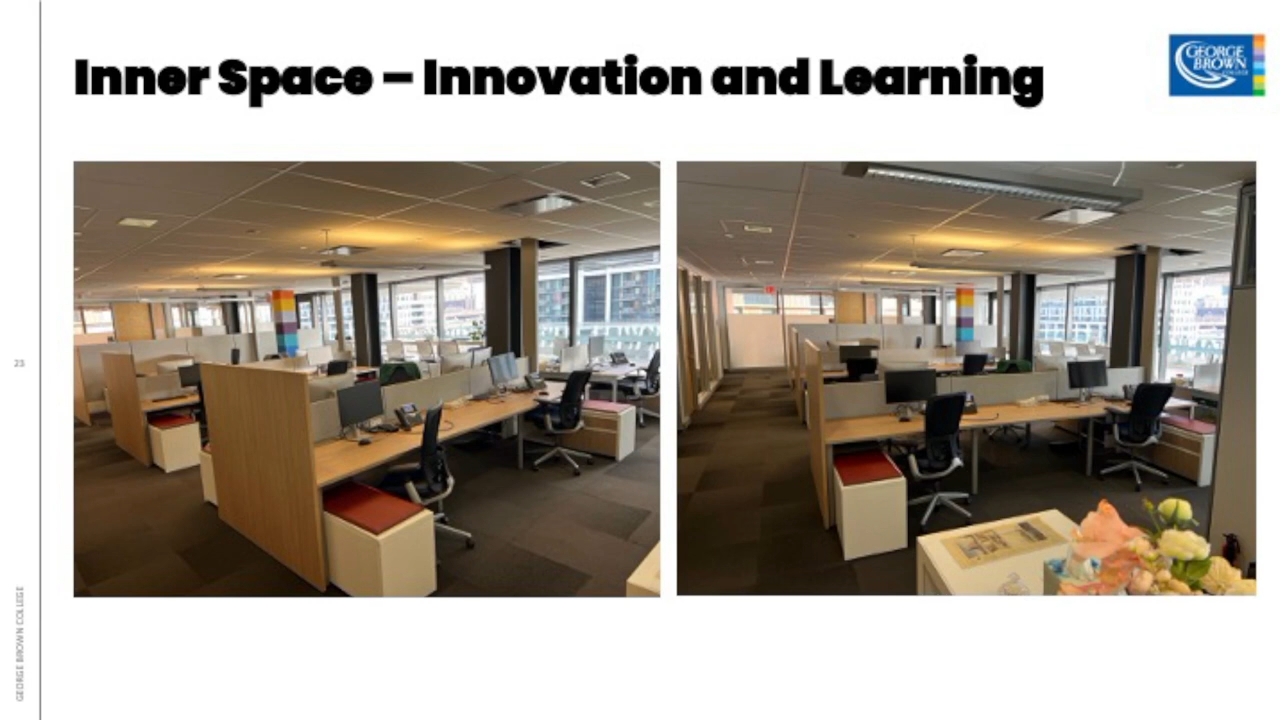 Inner Space – Innovation and Learning
GEORGE
BROWN
COLLEGE
23
GEORGE BROWN COLLEGE